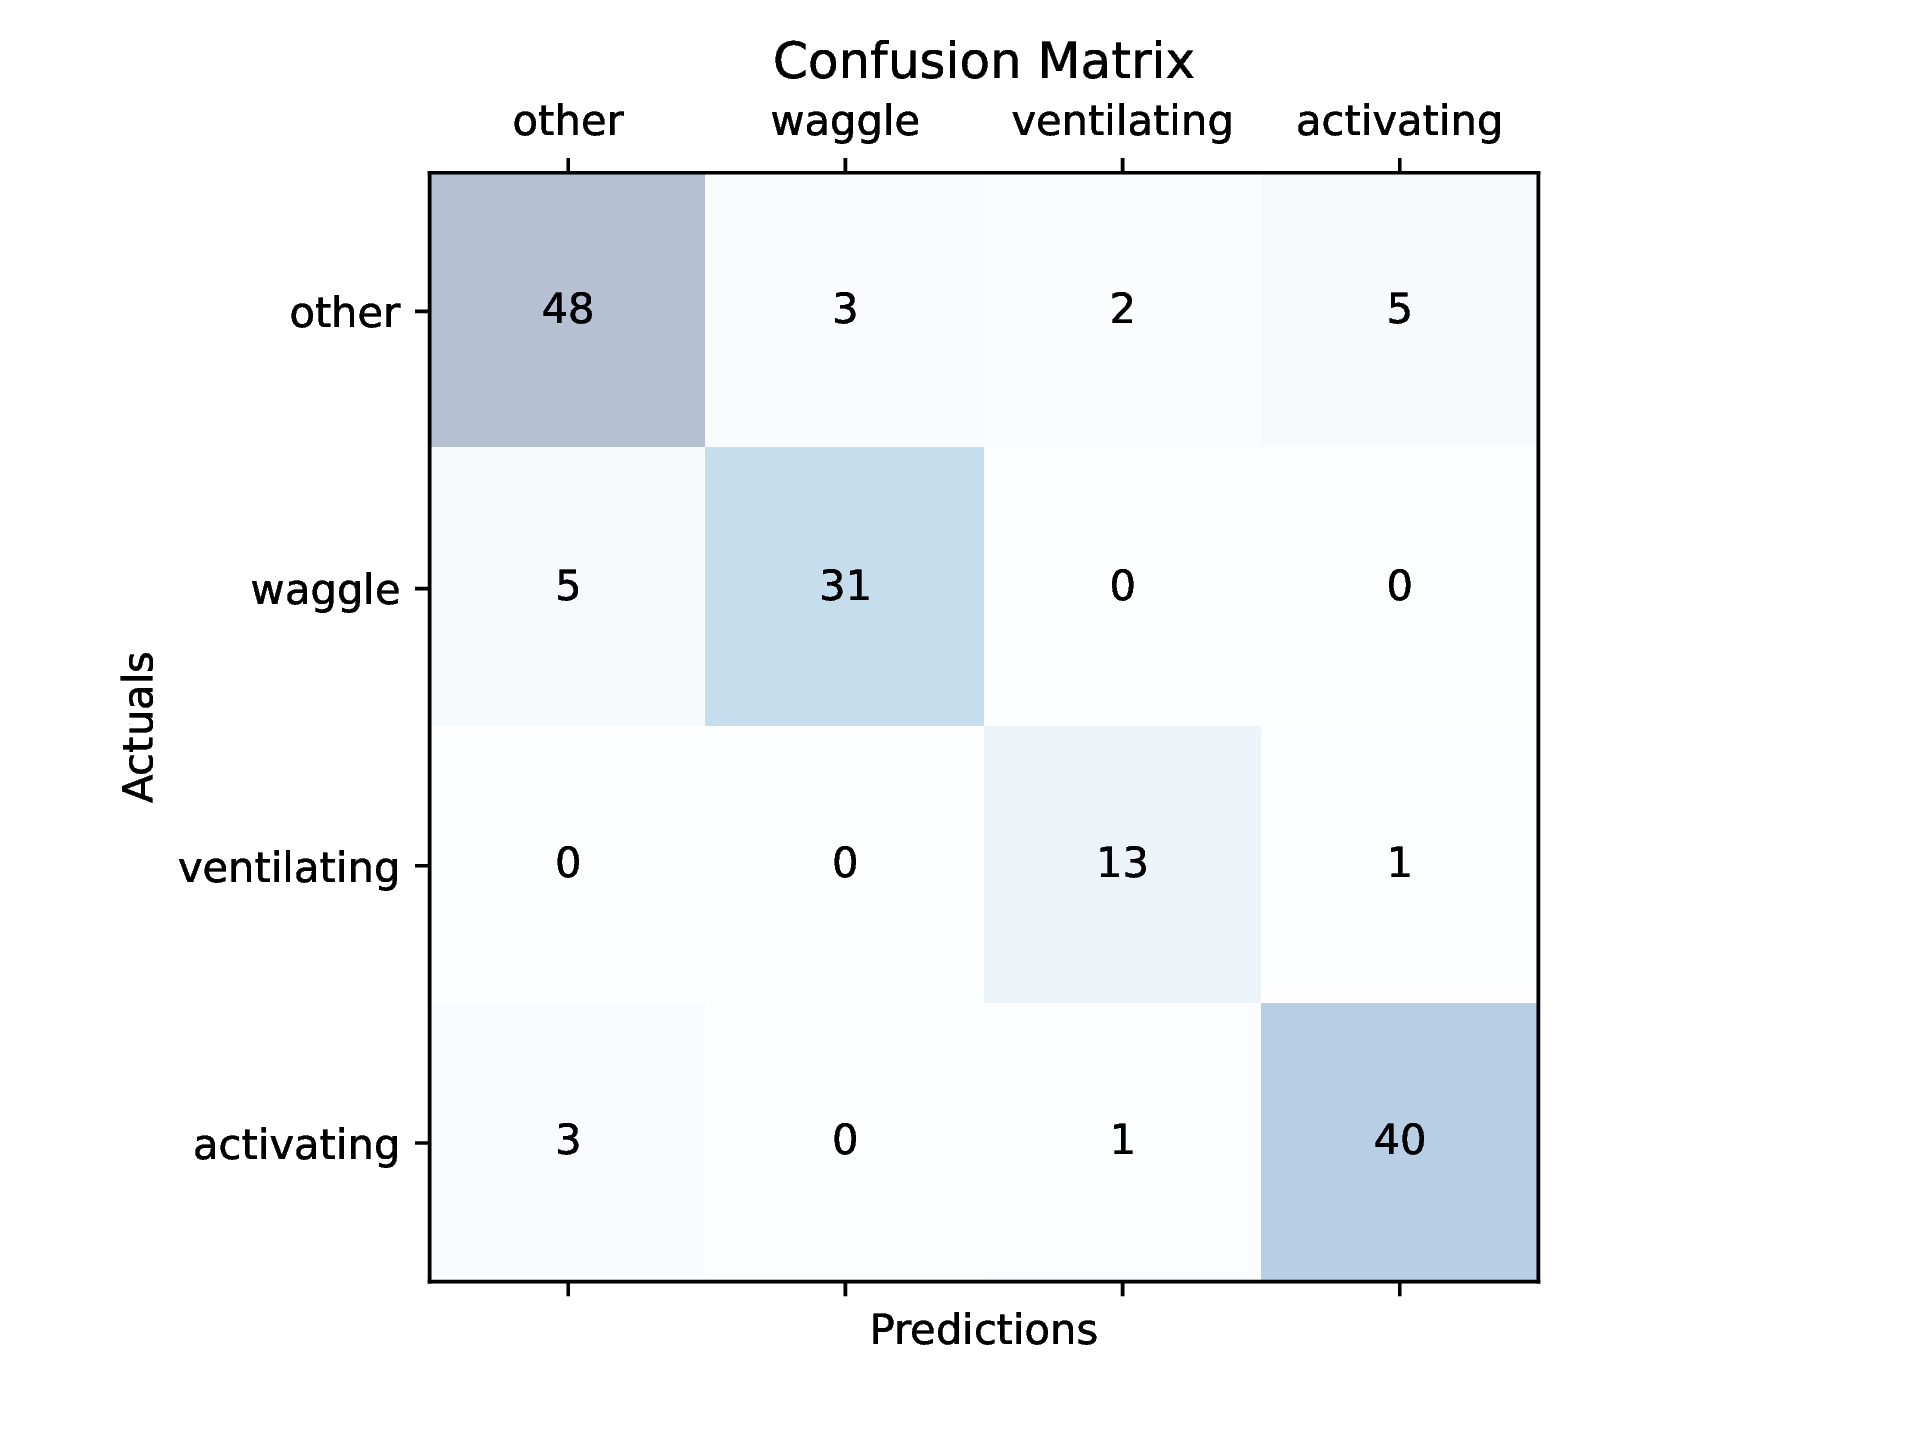 Confusion Matrix
other waggle ventilating activating
other 48 3 2 5
waggle 5 31 0 0
ventilating 0 0 13 1
activating 3 0 1 40
Actuals
Predictions